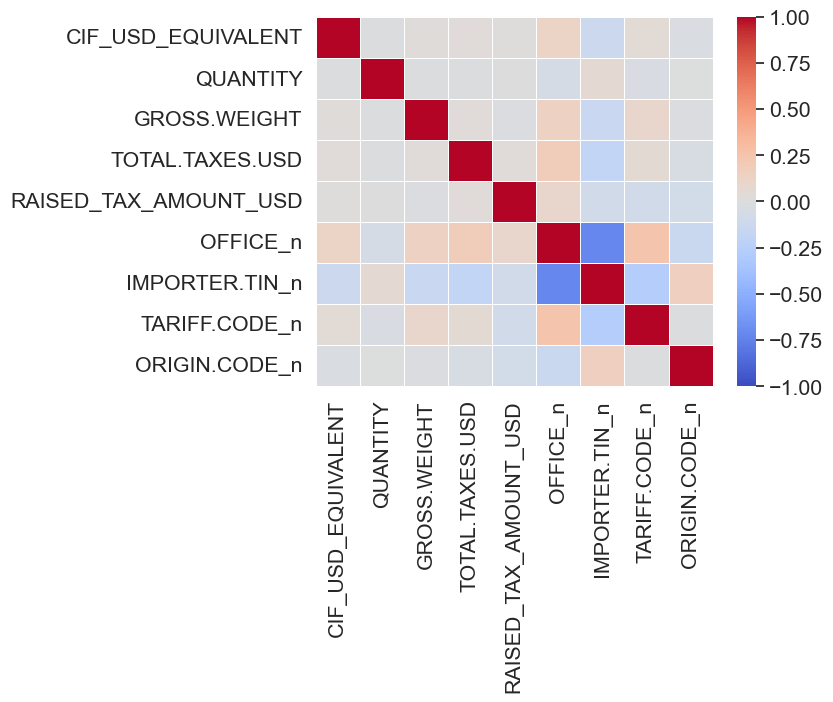 CIF_USD_EQUIVALENT
QUANTITY
GROSS.WEIGHT
TOTAL.TAXES.USD
RAISED_TAX_AMOUNT_USD
OFFICE_n
IMPORTER.TIN_n
TARIFF.CODE_n
ORIGIN.CODE_n
CIF_USD_EQUIVALENT
QUANTITY
GROSS.WEIGHT
TOTAL.TAXES.USD
RAISED_TAX_AMOUNT_USD
OFFICE_n
IMPORTER.TIN_n
TARIFF.CODE_n
ORIGIN.CODE_n
1.00
0.75
0.50
0.25
0.00
−0.25
−0.50
−0.75
−1.00